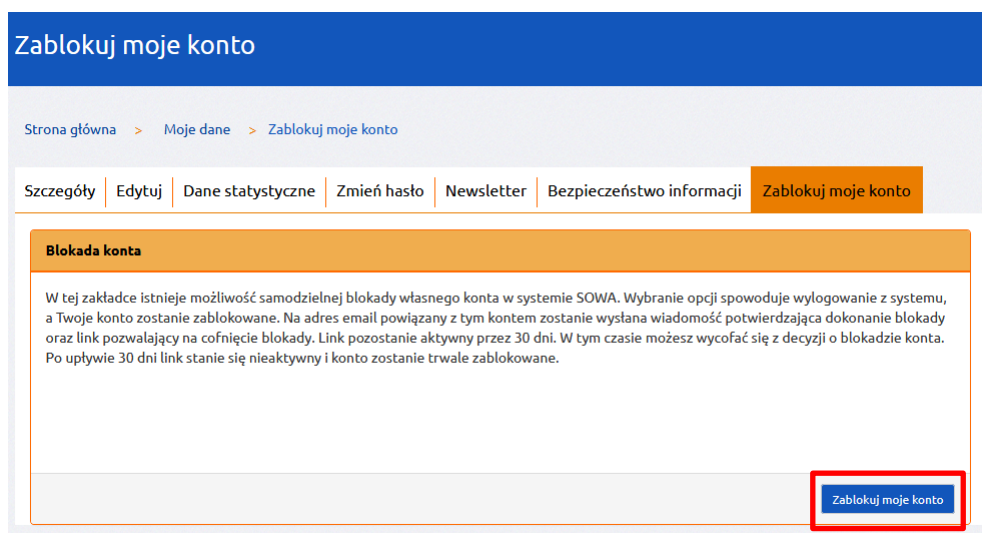 Zablokuj moje konto
Strona główna > Moje dane > Zablokuj moje konto
Szczegóły Edytuj Dane statystyczne Zmień hasło Newsletter Bezpieczeństwo informacji Zablokuj moje konto
Blokada konta
W tej zakładce istnieje możliwość samodzielnej blokady własnego konta w systemie SOWA. Wybranie opcji spowoduje wylogowanie z systemu,
a Twoje konto zostanie zablokowane. Na adres email powiązany z tym kontem zostanie wysłana wiadomość potwierdzająca dokonanie blokady
oraz link pozwalający na cofnięcie blokady. Link pozostanie aktywny przez 30 dni. W tym czasie możesz wycofać się z decyzji o blokadzie konta.
Po upływie 30 dni link stanie się nieaktywny i konto zostanie trwale zablokowane.
Zablokuj moje konto